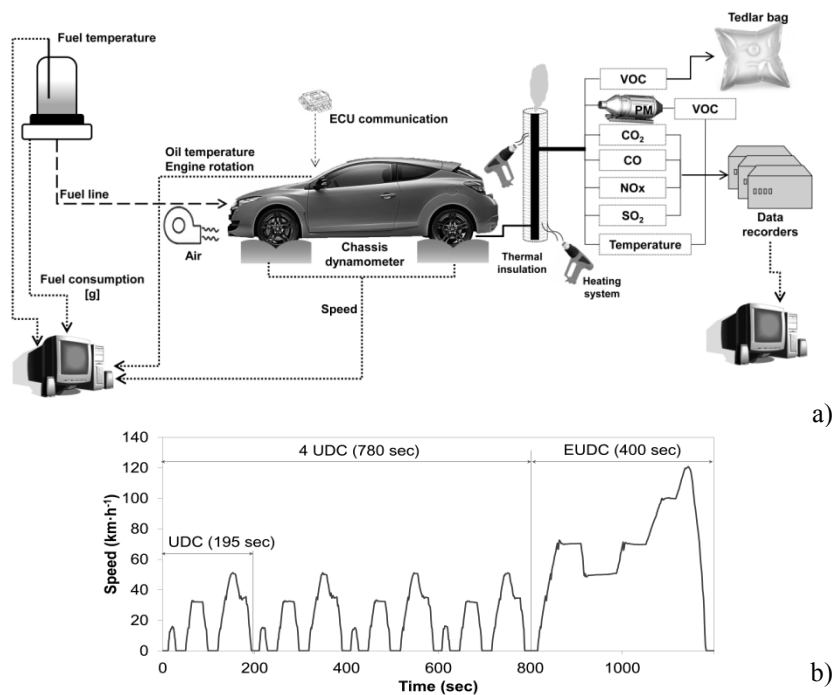 Fuel temperature
Tedlar bag
VOC
PM
VOC
ECU communication
CO2
Oil temperature
Engine rotation
CO
Fuel line
NOx
SO2
Data
recorders
Air
Chassis
dynamometer
Thermal
insulation
Temperature
Fuel consumption
[g]
Heating
system
Speed
a)
140
120
100
80
60
40
20
0
Speed (km·h-1)
4 UDC (780 sec)
EUDC (400 sec)
UDC (195 sec)
0
200
400
600
800
1000
Time (sec)
b)